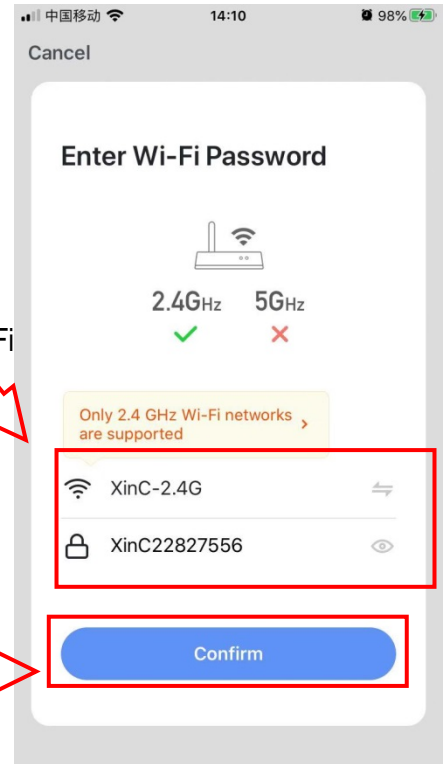 中国移动 14:10 98%
Cancel
Enter Wi-Fi Password
2.4GHz 5GHz
Only 2.4 GHz Wi-Fi networks
are supported
Fi
XinC-2.4G
XinC22827556
Confirm